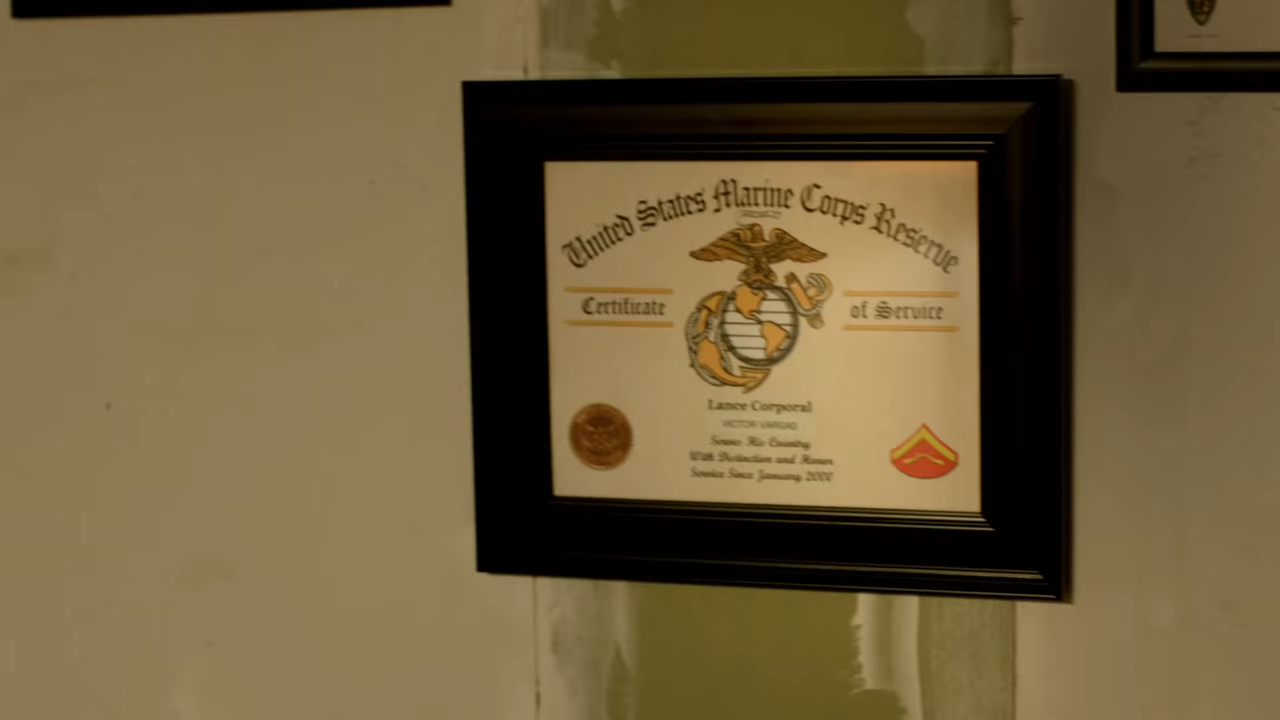 United States Marine Corps Reserve
Certificate
of Service
Lance Corporal
VICTOR VARGAS
Serves His Country
With Distinction and Honor
Service Since January 2000